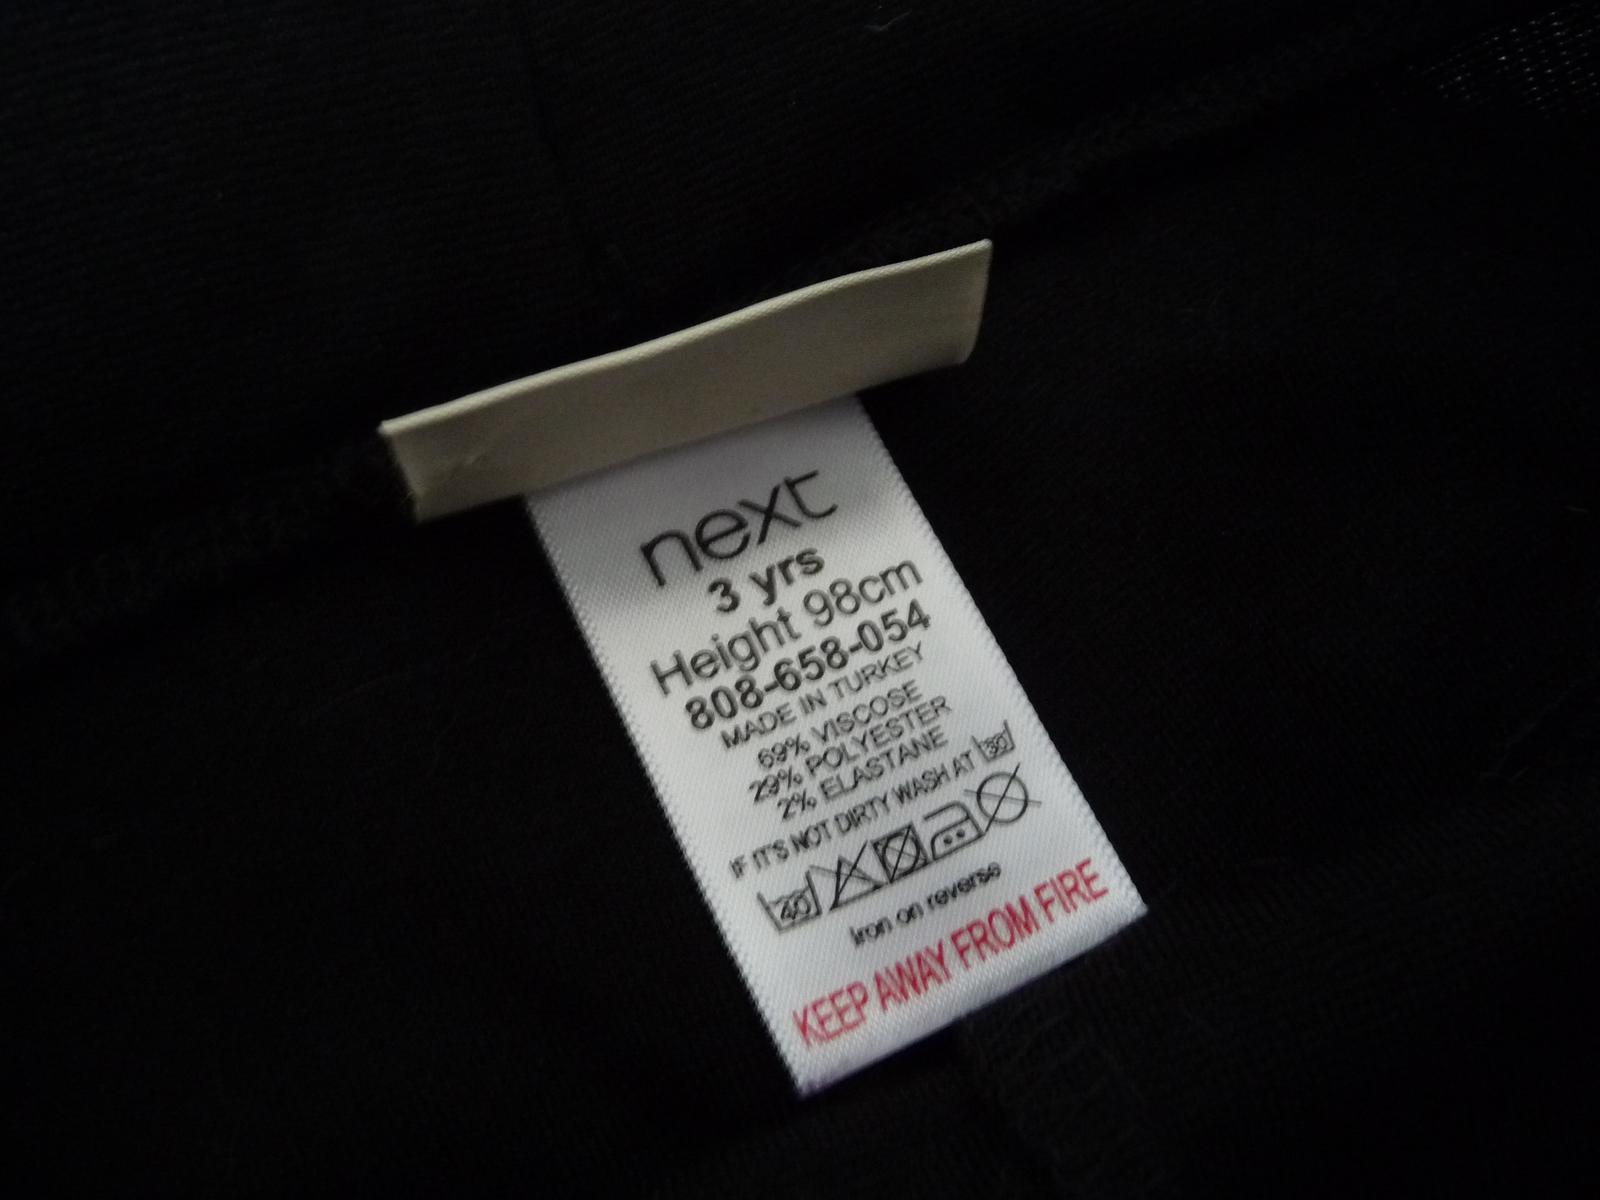 next
3 yrs
Height 98cm
808-658-054
MADE IN TURKEY
69% VISCOSE
29% POLYESTER
2% ELASTANE
IF IT'S NOT DIRTY WASH AT 30
40
Iron on reverse
KEEP AWAY FROM FIRE